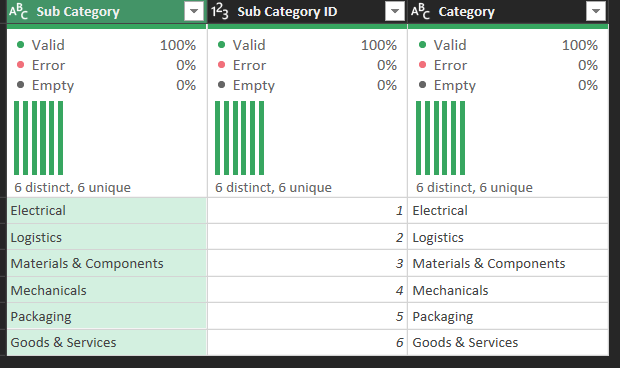 ABC Sub Category 123 Sub Category ID ABC Category
Valid 100% Valid 100% Valid 100%
Error 0% Error 0% Error 0%
Empty 0% Empty 0% Empty 0%
6 distinct, 6 unique 6 distinct, 6 unique 6 distinct, 6 unique
Electrical 1 Electrical
Logistics 2 Logistics
Materials & Components 3 Materials & Components
Mechanicals 4 Mechanicals
Packaging 5 Packaging
Goods & Services 6 Goods & Services